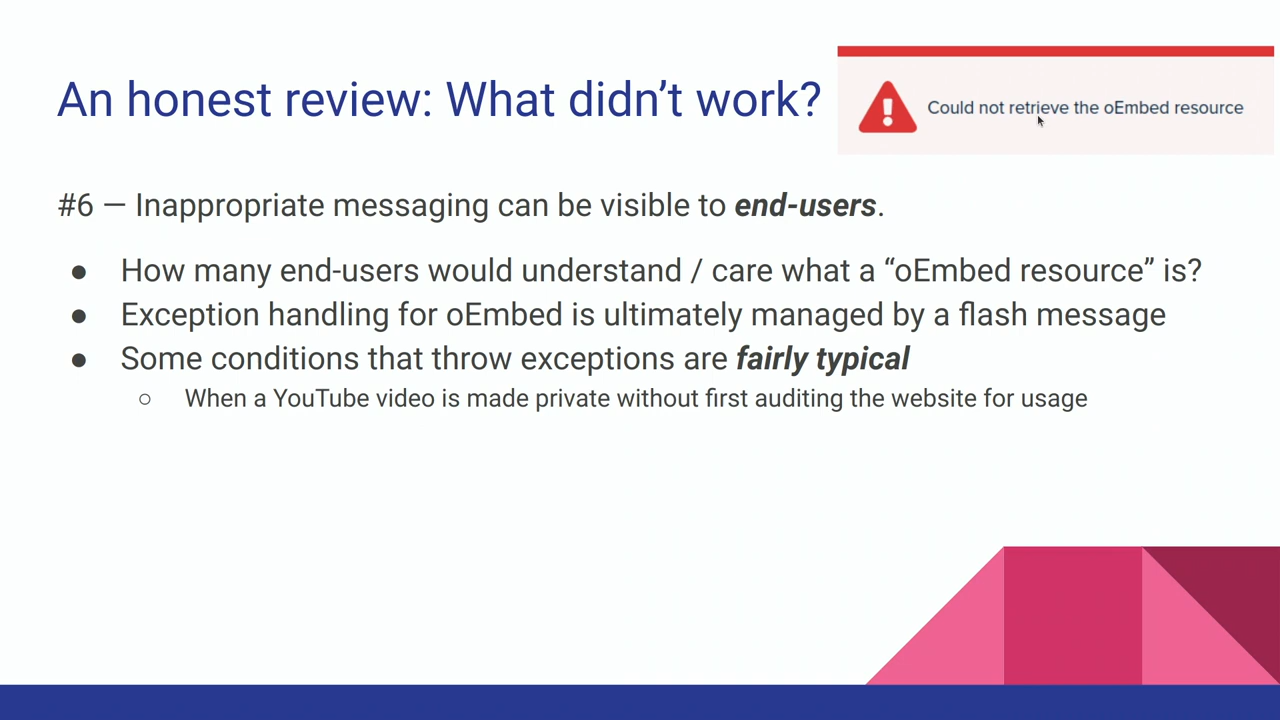 An honest review: What didn’t work?
Could not retrieve the oEmbed resource
#6 — Inappropriate messaging can be visible to end-users.
● How many end-users would understand / care what a “oEmbed resource” is?
● Exception handling for oEmbed is ultimately managed by a flash message
● Some conditions that throw exceptions are fairly typical
○ When a YouTube video is made private without first auditing the website for usage